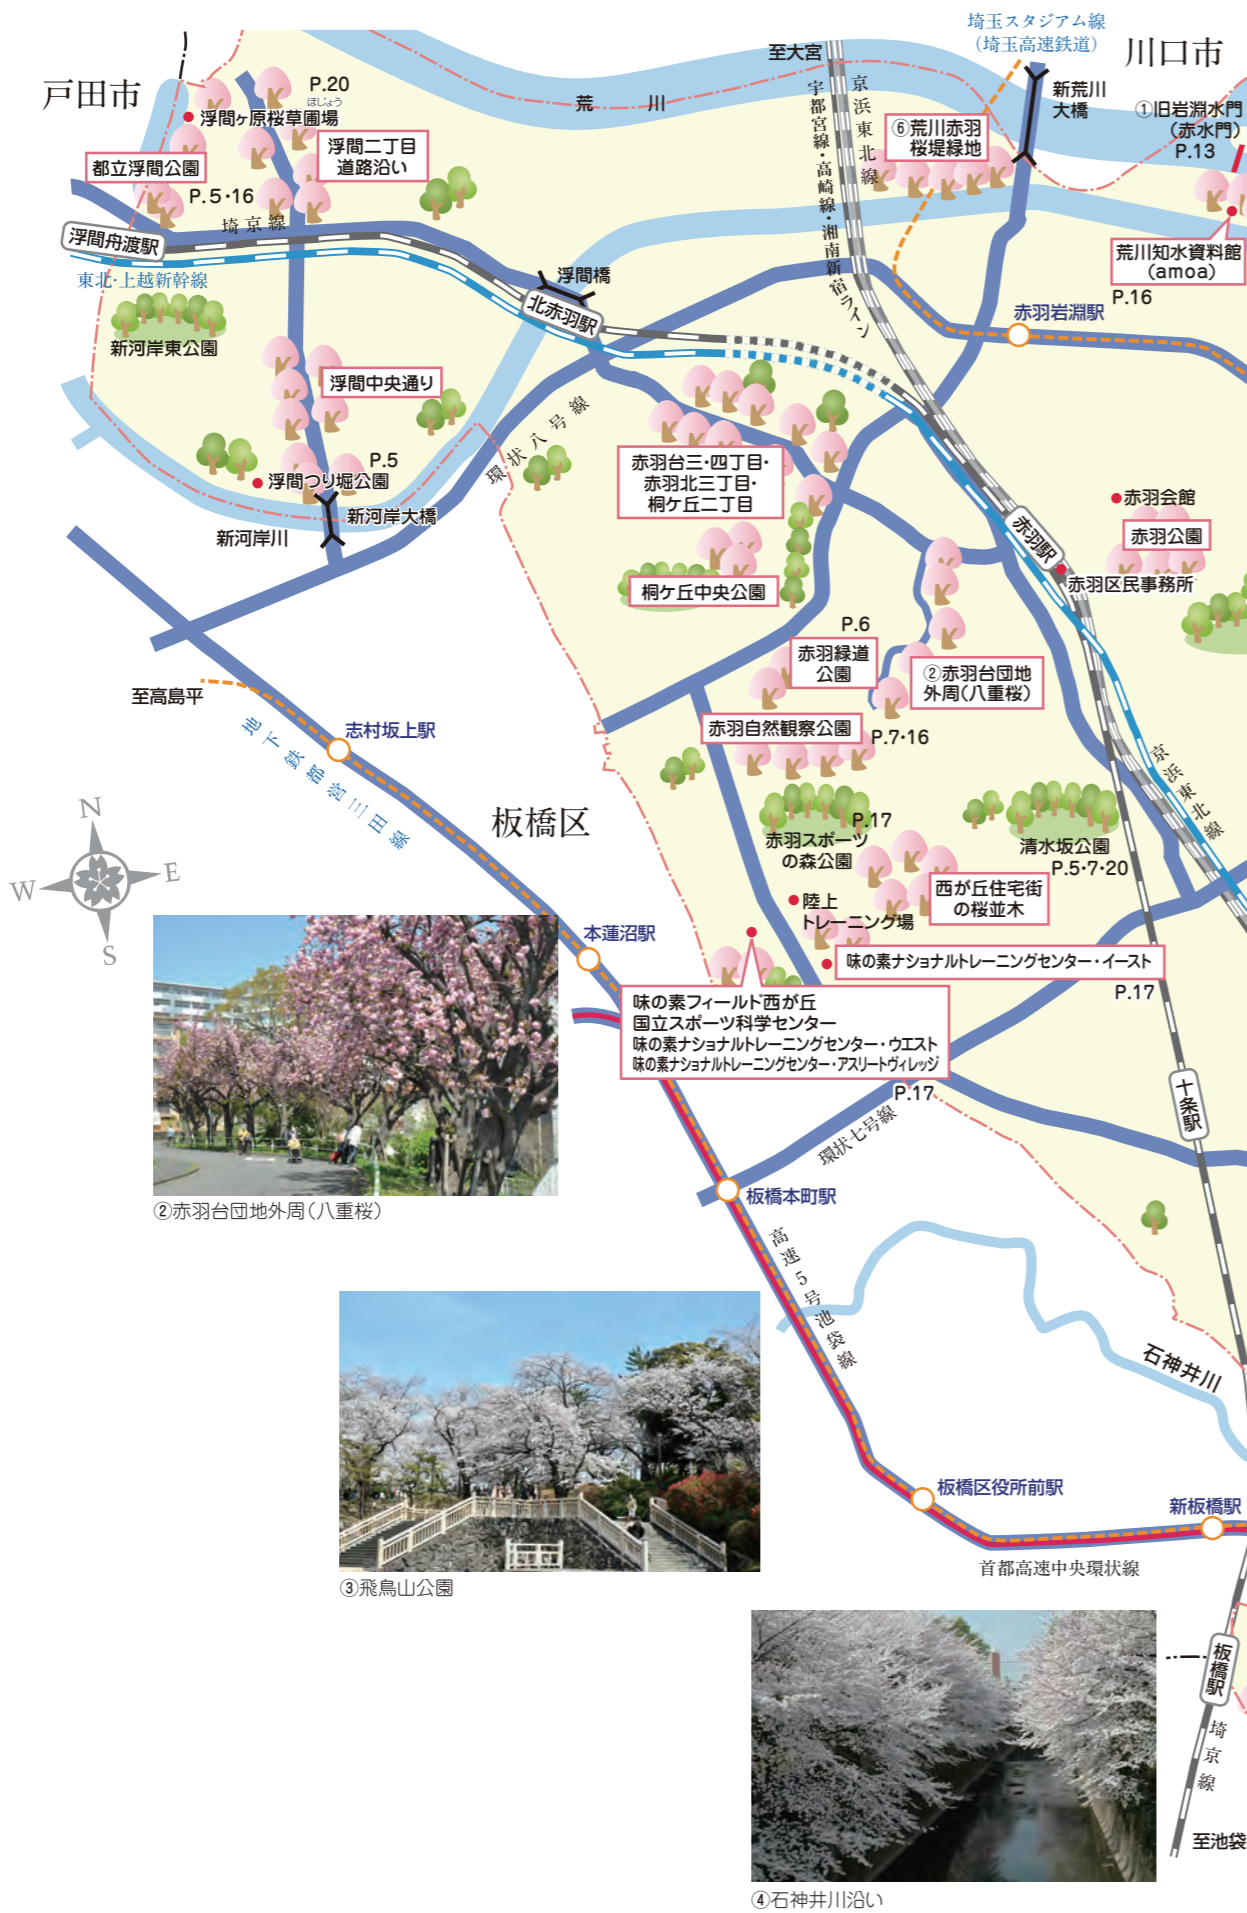 埼玉スタジアム線
（埼玉高速鉄道）
川口市
至大宮
戸田市
P.20
ほじょう
浮間ヶ原桜草圃場
荒川
宇都宮線・高崎線・湘南新宿ライン
京浜東北線
新荒川
大橋
①旧岩淵水門
（赤水門）
P.13
⑥荒川赤羽
桜堤緑地
浮間二丁目
道路沿い
都立浮間公園
P.5・16
埼京線
浮間舟渡駅
東北・上越新幹線
浮間橋
北赤羽駅
荒川知水資料館
（amoa）
P.16
赤羽岩淵駅
新河岸東公園
浮間中央通り
環状八号線
P.5
浮間つり堀公園
新河岸大橋
新河岸川
赤羽台三・四丁目・
赤羽北三丁目・
桐ケ丘二丁目
赤羽会館
赤羽公園
赤羽駅
赤羽区民事務所
桐ケ丘中央公園
P.6
赤羽緑道
公園
②赤羽台団地
外周（八重桜）
至高島平
志村坂上駅
地下鉄都営三田線
赤羽自然観察公園
P.7・16
京浜東北線
板橋区
N
W
E
S
P.17
赤羽スポーツ
の森公園
清水坂公園
P.5・7・20
西が丘住宅街
の桜並木
陸上
トレーニング場
本蓮沼駅
味の素ナショナルトレーニングセンター・イースト
P.17
味の素フィールド西が丘
国立スポーツ科学センター
味の素ナショナルトレーニングセンター・ウエスト
味の素ナショナルトレーニングセンター・アスリートヴィレッジ
P.17
十条駅
環状七号線
板橋本町駅
②赤羽台団地外周（八重桜）
高速5号池袋線
石神井川
板橋区役所前駅
新板橋駅
首都高速中央環状線
③飛鳥山公園
板橋駅
埼京線
至池袋
④石神井川沿い